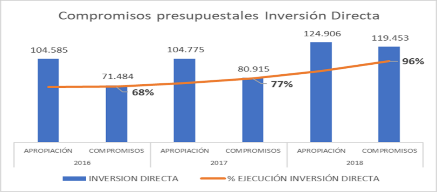 Compromisos presupuestales Inversión Directa
124.906
119.453
104.585
104.775
80.915
71.484
96%
77%
68%
APROPIACIÓN COMPROMISOS APROPIACIÓN COMPROMISOS APROPIACIÓN COMPROMISOS
2016 2017 2018
INVERSION DIRECTA % EJECUCIÓN INVERSIÓN DIRECTA